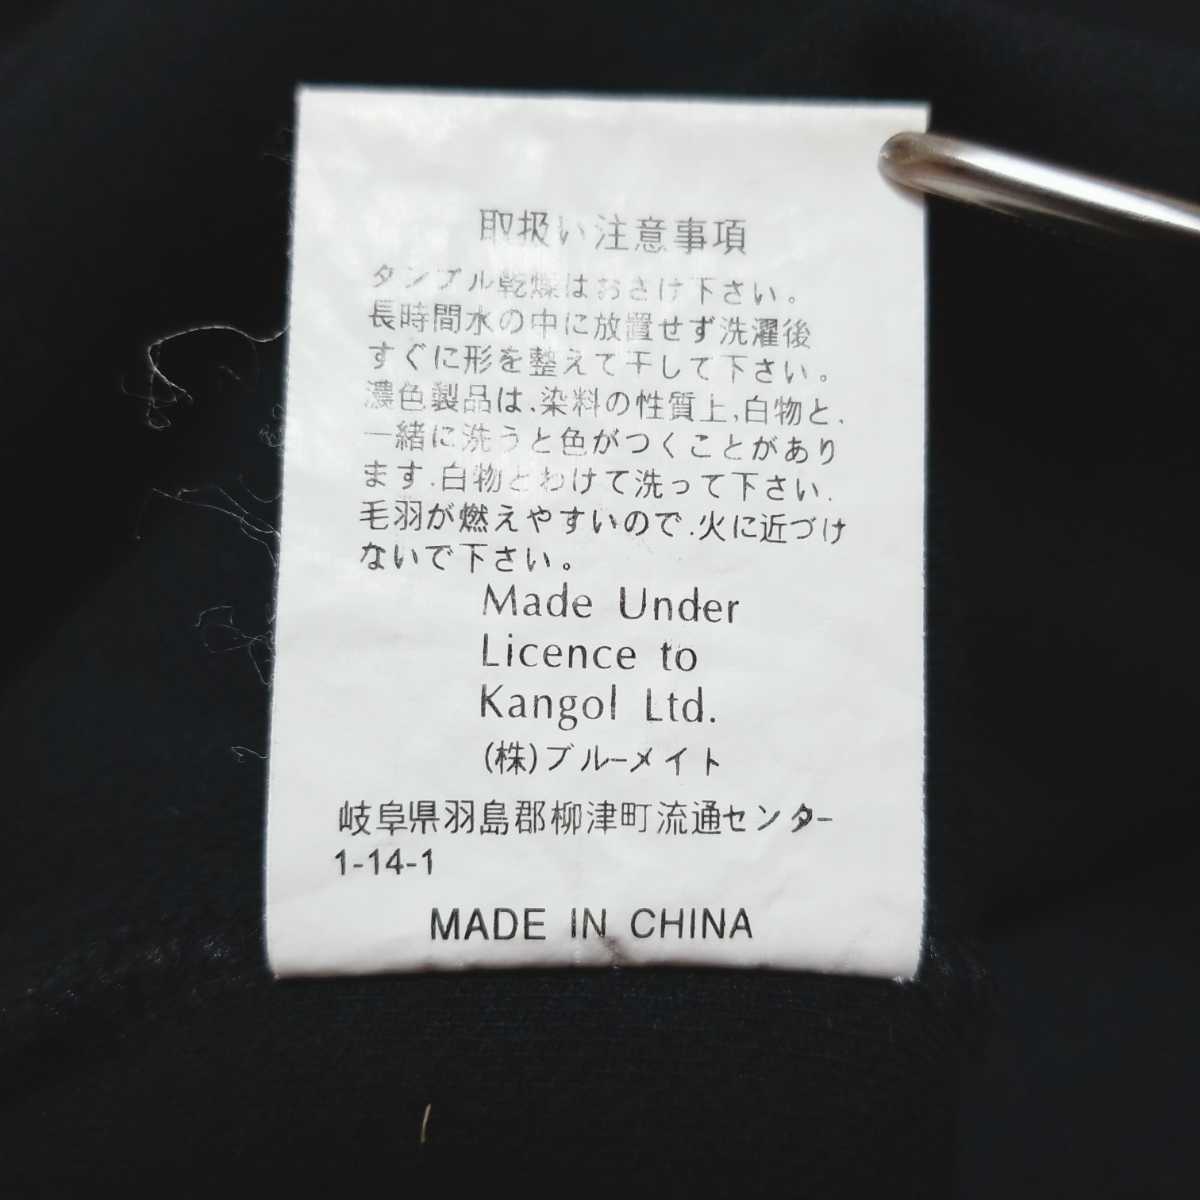 取扱い注意事項
タンブル乾燥はおさけ下さい。
長時間水の中に放置せず洗濯後
すぐに形を整えて干して下さい。
濃色製品は.染料の性質上,白物と.
一緒に洗うと色がつくことがあり
ます.白物とわけて洗って下さい.
毛羽が燃えやすいので.火に近づけ
ないで下さい。
Made Under
Licence to
Kangol Ltd.
(株)ブルーメイト
岐阜県羽島郡柳津町流通センター
1-14-1
MADE IN CHINA